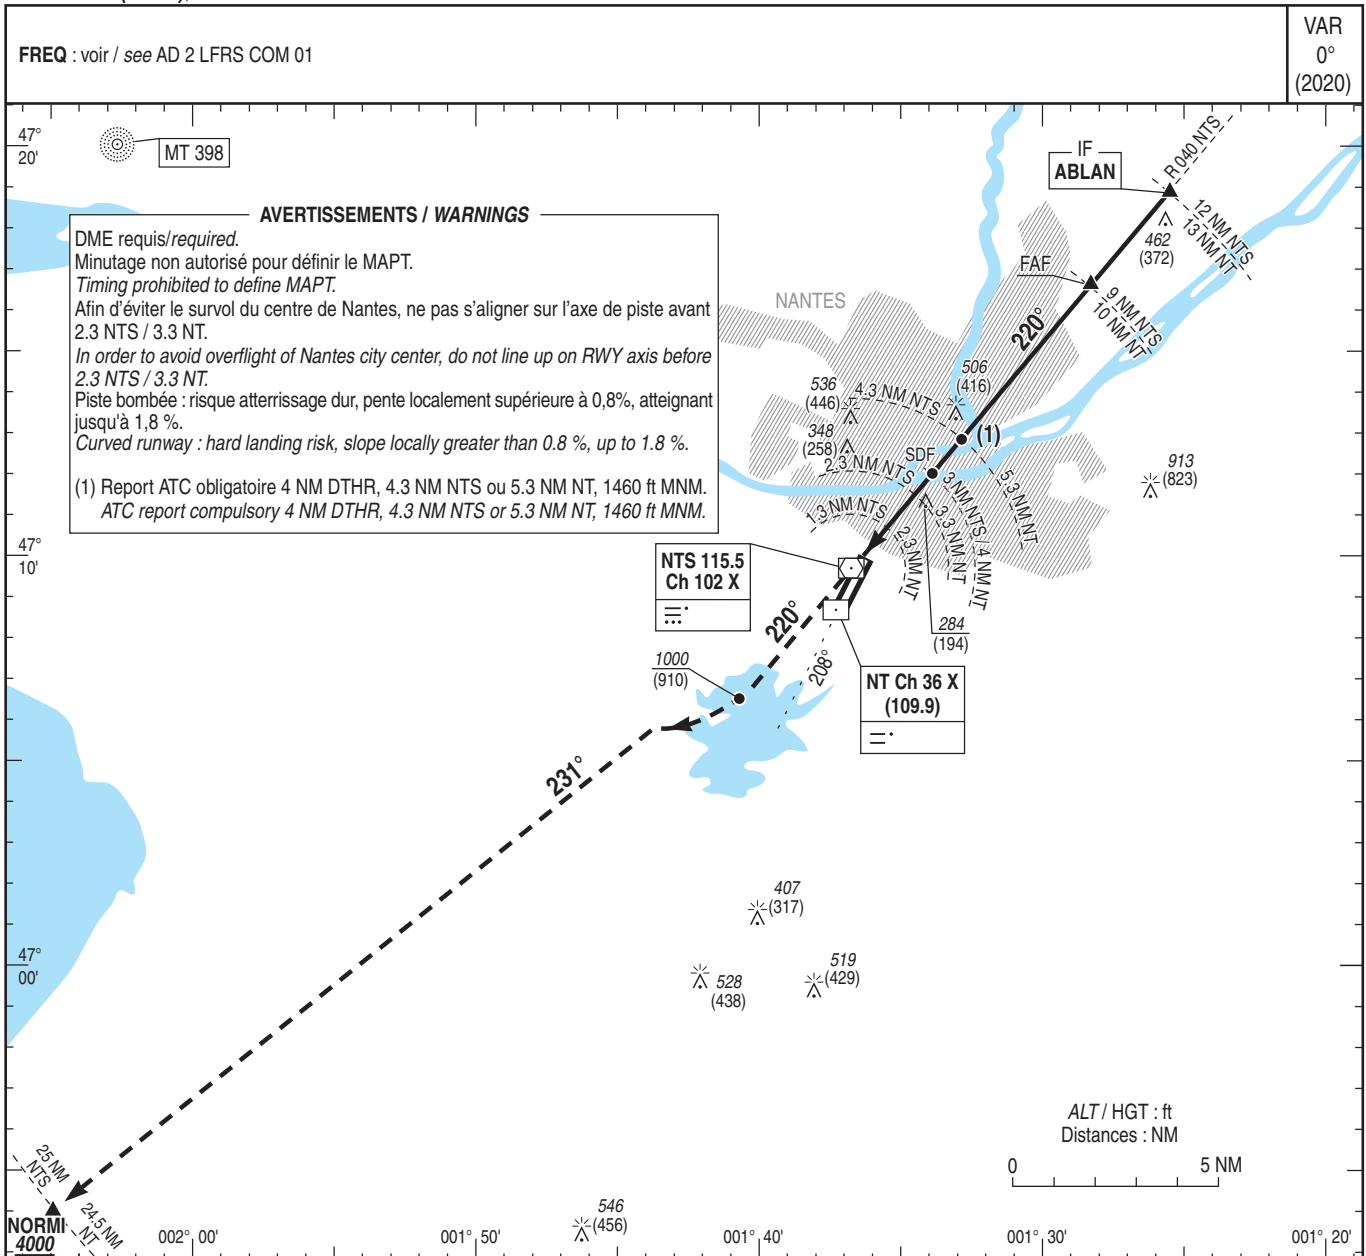 FREQ : voir / see AD 2 LFRS COM 01
VAR
0°
(2020)
47°
20'
MT 398
IF
ABLAN
R 040 NTS
12 NM NTS
13 NM NT
462
(372)
AVERTISSEMENTS / WARNINGS
DME requis/required.
Minutage non autorisé pour définir le MAPT.
Timing prohibited to define MAPT.
Afin d'éviter le survol du centre de Nantes, ne pas s'aligner sur l'axe de piste avant
2.3 NTS / 3.3 NT.
In order to avoid overflight of Nantes city center, do not line up on RWY axis before
2.3 NTS / 3.3 NT.
Piste bombée : risque atterrissage dur, pente localement supérieure à 0,8%, atteignant
jusqu'à 1,8 %.
Curved runway : hard landing risk, slope locally greater than 0.8 %, up to 1.8 %.
(1) Report ATC obligatoire 4 NM DTHR, 4.3 NM NTS ou 5.3 NM NT, 1460 ft MNM.
ATC report compulsory 4 NM DTHR, 4.3 NM NTS or 5.3 NM NT, 1460 ft MNM.
FAF
9 NM NTS
10 NM NT
NANTES
220°
506
(416)
536
(446)
4.3 NM NTS
348
(258)
(1)
SDF
2.3 NM NTS
913
(823)
5.3 NM NT
3 NM NTS / 4 NM NT
3.3 NM NT
1.3 NM NTS
2.3 NM NT
47°
10'
NTS 115.5
Ch 102 X
284
(194)
220°
208°
1000
(910)
NT Ch 36 X
(109.9)
231°
407
(317)
47°
00'
528
(438)
519
(429)
ALT / HGT : ft
Distances : NM
0
5 NM
25 NM
NTS
24.5 NM
NT
NORMI
4000
546
(456)
002° 00'
001° 50'
001° 40'
001°. 30'
001° 20'